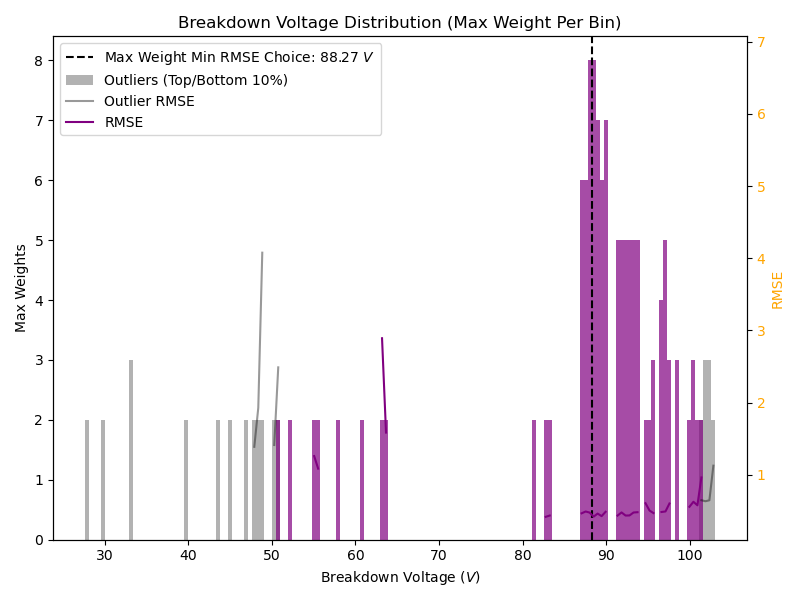 Breakdown Voltage Distribution (Max Weight Per Bin)
Max Weight Min RMSE Choice: 88.27 V
Outliers (Top/Bottom 10%)
Outlier RMSE
RMSE
Max Weights
0
1
2
3
4
5
6
7
8
RMSE
1
2
3
4
5
6
7
30 40 50 60 70 80 90 100
Breakdown Voltage (V)